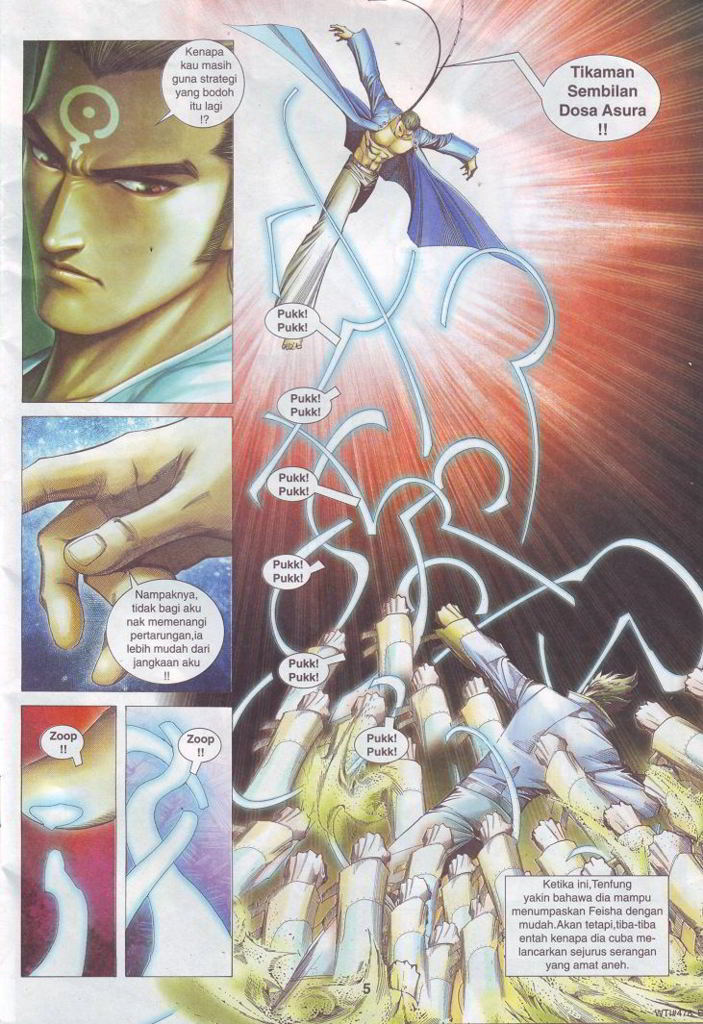 Kenapa
kau masih
guna strategi
yang bodoh
itu lagi
!?
Tikaman
Sembilan
Dosa Asura
!!
Pukk!
Pukk!
Pukk!
Pukk!
Pukk!
Pukk!
Pukk!
Pukk!
Pukk!
Pukk!
Pukk!
Pukk!
Nampaknya,
tidak bagi aku
nak memenangi
pertarungan,ia
lebih mudah dari
jangkaan aku
!!
Zoop
!!
Zoop
!!
Ketika ini,Tenfung
yakin bahawa dia mampu
menumpaskan Feisha dengan
mudah.Akan tetapi,tiba-tiba
entah kenapa dia cuba me-
lancarkan sejurus serangan
yang amat aneh.
5